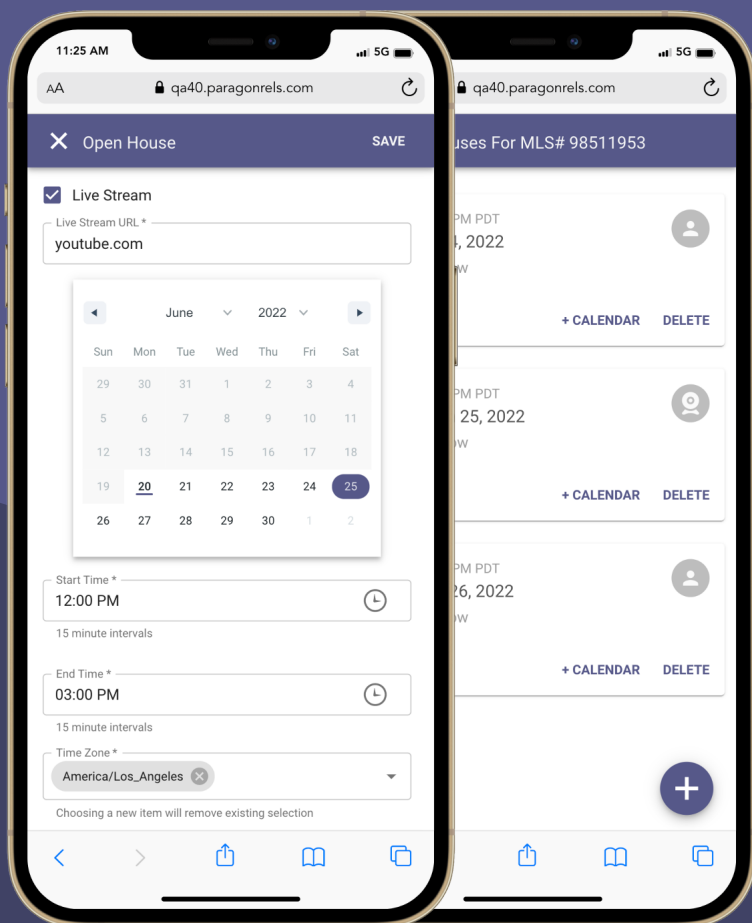 11:25 AM
5G
AA
qa40.paragonrels.com
Open House
SAVE
Live Stream
Live Stream URL *
youtube.com
June
2022
Sun Mon Tue Wed Thu Fri Sat
29 30 31 1 2 3 4
5 6 7 8 9 10 11
12 13 14 15 16 17 18
19 20 21 22 23 24 25
26 27 28 29 30 1 2
Start Time *
12:00 PM
15 minute intervals
End Time *
03:00 PM
15 minute intervals
Time Zone *
America/Los_Angeles
Choosing a new item will remove existing selection
5G
qa40.paragonrels.com
For MLS# 98511953
PM PDT
, 2022
+ CALENDAR DELETE
PM PDT
25, 2022
+ CALENDAR DELETE
PM PDT
26, 2022
+ CALENDAR DELETE